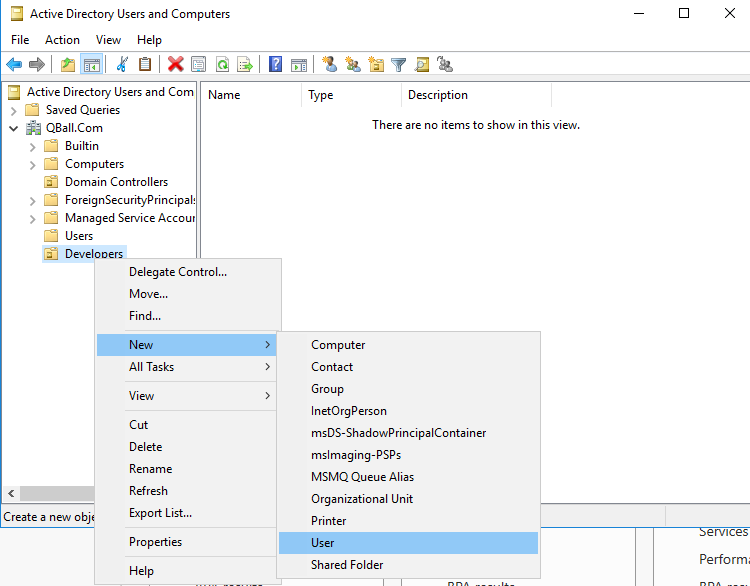 Active Directory Users and Computers
File Action View Help
Active Directory Users and Com
Name Type Description
Saved Queries
There are no items to show in this view.
QBall.Com
Builtin
Computers
Domain Controllers
ForeignSecurityPrincipals
Managed Service Accour
Users
Developers
Delegate Control...
Move...
Find...
New
All Tasks
View
Cut
Delete
Rename
Refresh
Export List...
Properties
Help
Computer
Contact
Group
InetOrgPerson
msDS-ShadowPrincipalContainer
msImaging-PSPs
MSMQ Queue Alias
Organizational Unit
Printer
User
Shared Folder
Create a new obje
Services
Performa
BPA results